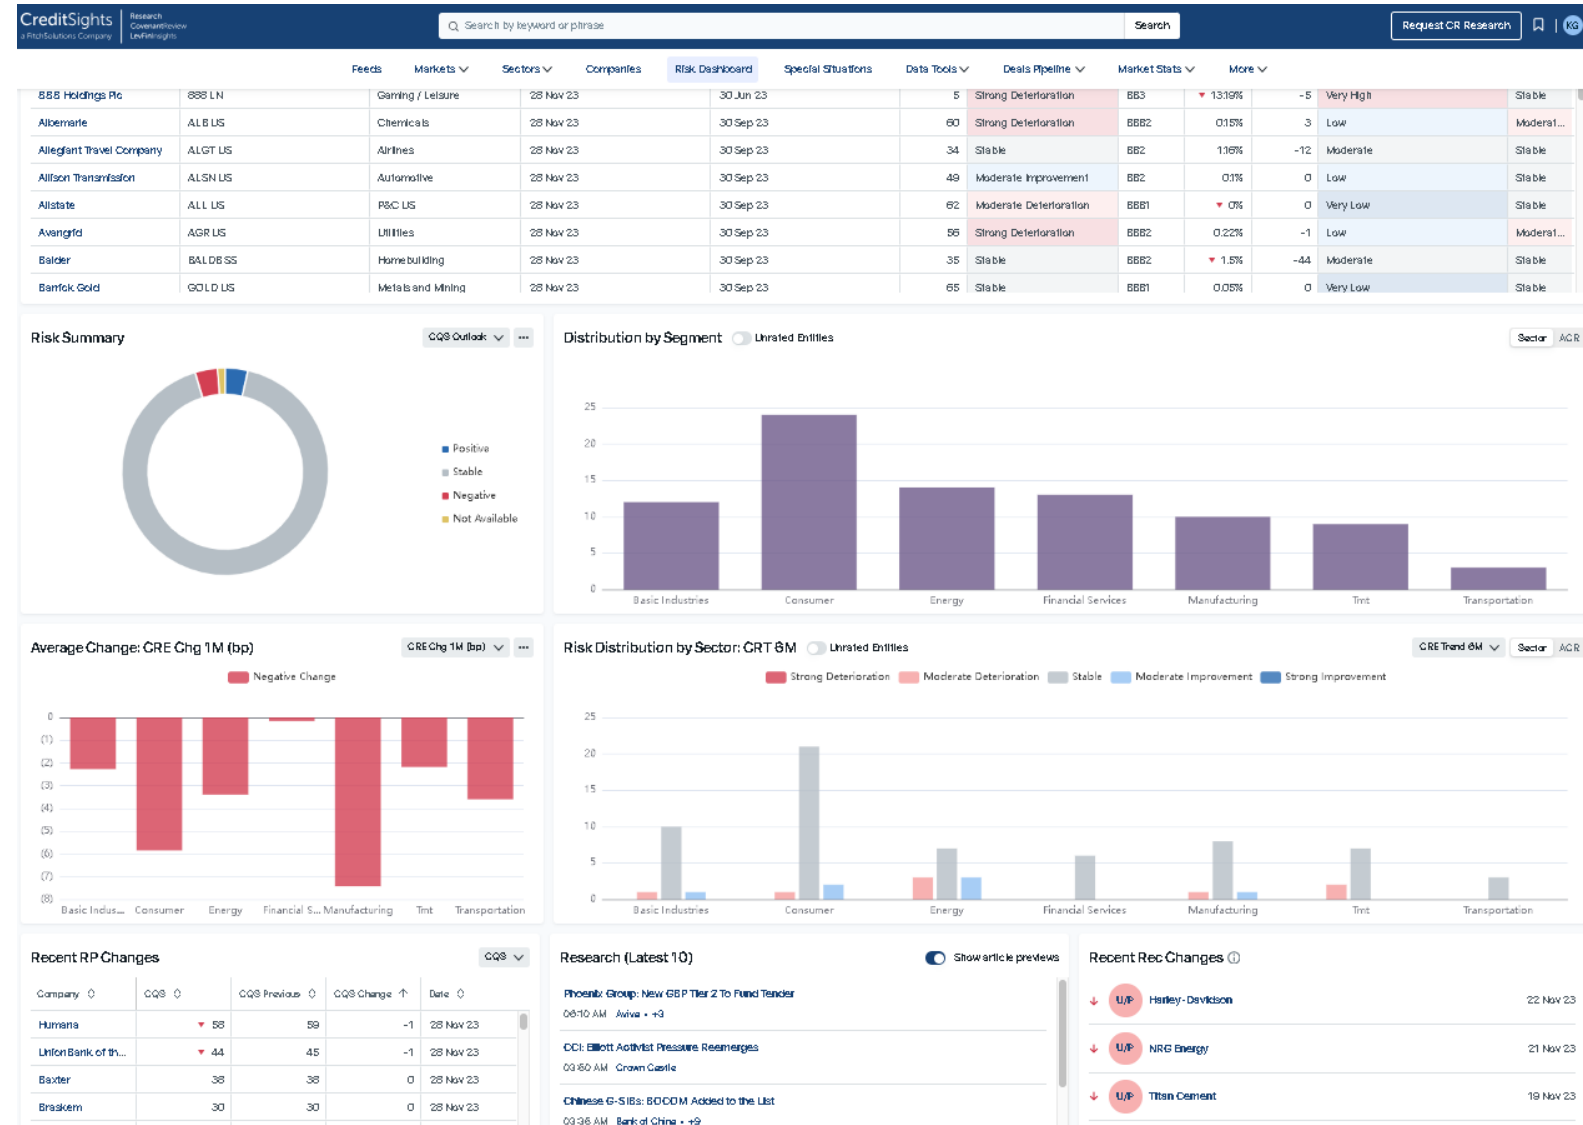 CreditSights
a FitchSolutions Company
Research
CovenantReview
LevFinInsights
Search by keyword or phrase
Search
Request CR Research
KG
Feeds Markets Sectors Companies Risk Dashboard Special Situations Data Tools Deals Pipeline Market Stats More
888 Holdings Plc 888 LN Gaming / Leisure 28 Nov 23 30 Jun 23 5 Strong Deterioration BB3 13.19% -5 Very High Stable
Albemarle ALB US Chemicals 28 Nov 23 30 Sep 23 60 Strong Deterioration BBB2 0.15% 3 Low Moderat...
Allegiant Travel Company ALGT US Airlines 28 Nov 23 30 Sep 23 34 Stable BB2 1.16% -12 Moderate Stable
Allison Transmission ALSN US Automotive 28 Nov 23 30 Sep 23 49 Moderate Improvement BB2 0.1% 0 Low Stable
Allstate ALL US P&C US 28 Nov 23 30 Sep 23 62 Moderate Deterioration BBB1 0% 0 Very Low Stable
Avangrid AGR US Utilities 28 Nov 23 30 Sep 23 56 Strong Deterioration BBB2 0.22% -1 Low Moderat...
Balder BALDB SS Homebuilding 28 Nov 23 30 Sep 23 35 Stable BBB2 1.5% -44 Moderate Stable
Barrick Gold GOLD US Metals and Mining 28 Nov 23 30 Sep 23 65 Stable BBB1 0.05% 0 Very Low Stable
Risk Summary
CQS Outlook
Positive
Stable
Negative
Not Available
Distribution by Segment Unrated Entities
Sector ACR
25
20
15
10
5
0
Basic Industries Consumer Energy Financial Services Manufacturing Tmt Transportation
Average Change: CRE Chg 1M (bp)
CRE Chg 1M (bp)
Negative Change
0
(1)
(2)
(3)
(4)
(5)
(6)
(7)
(8)
Basic Indus... Consumer Energy Financial S... Manufacturing Tmt Transportation
Risk Distribution by Sector: CRT 6M Unrated Entities
CRE Trend 6M Sector ACR
Strong Deterioration Moderate Deterioration Stable Moderate Improvement Strong Improvement
25
20
15
10
5
0
Basic Industries Consumer Energy Financial Services Manufacturing Tmt Transportation
Recent RP Changes
CQS
Company CQS CQS Previous CQS Change Date
Humana 58 59 -1 28 Nov 23
Union Bank of th... 44 45 -1 28 Nov 23
Baxter 38 38 0 28 Nov 23
Braskem 30 30 0 28 Nov 23
Research (Latest 10)
Show article previews
Phoenix Group: New GBP Tier 2 To Fund Tender
06:10 AM Aviva • +3
CCI: Elliott Activist Pressure Reemerges
03:50 AM Crown Castle
Chinese G-SIBs: BOCOM Added to the List
03:36 AM Bank of China • +9
Recent Rec Changes
U/P Harley-Davidson 22 Nov 23
U/P NRG Energy 21 Nov 23
U/P Titan Cement 19 Nov 23